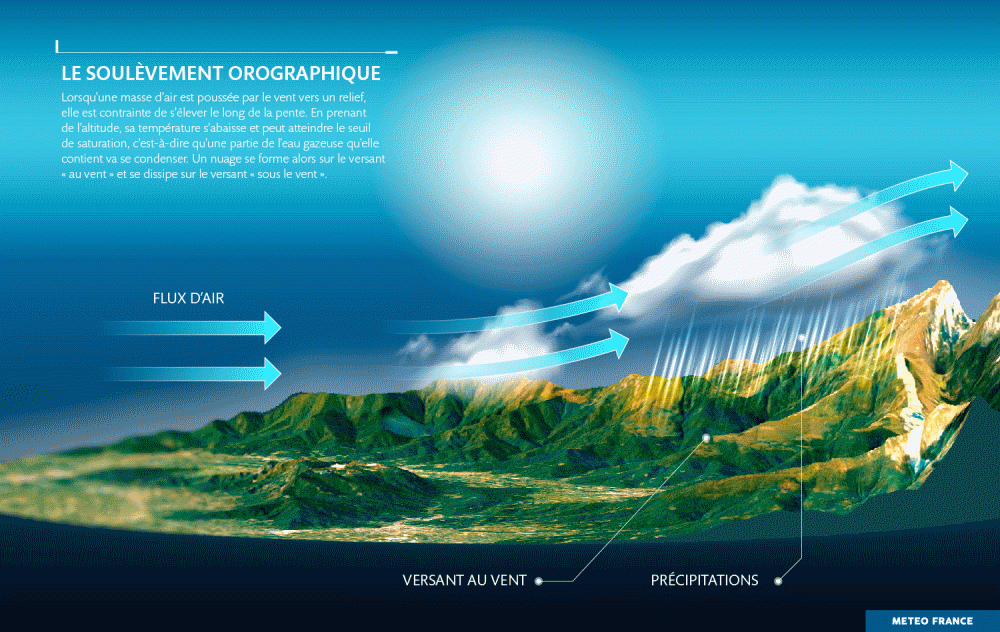 LE SOULÈVEMENT OROGRAPHIQUE
Lorsqu'une masse d'air est poussée par le vent vers un relief,
elle est contrainte de s'élever le long de la pente. En prenant
de l'altitude, sa température s'abaisse et peut atteindre le seuil
de saturation, c'est-à-dire qu'une partie de l'eau gazeuse qu'elle
contient va se condenser. Un nuage se forme alors sur le versant
« au vent » et se dissipe sur le versant « sous le vent ».
FLUX D'AIR
VERSANT AU VENT
PRÉCIPITATIONS
METEO FRANCE